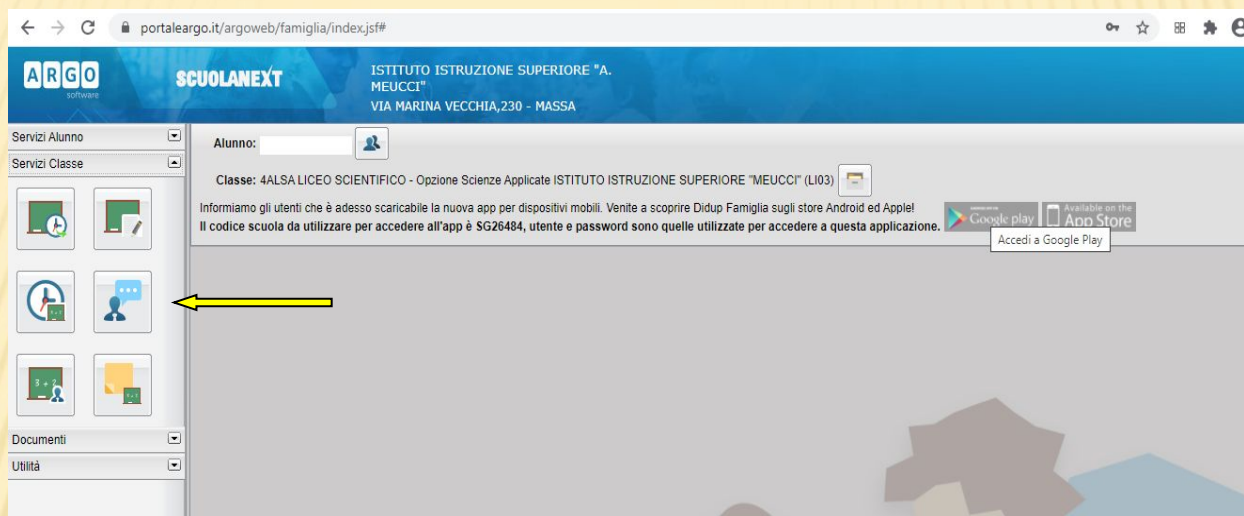 portaleargo.it/argoweb/famiglia/index.jsf#
ARGO
software
SCUOLANEXT
ISTITUTO ISTRUZIONE SUPERIORE "A.
MEUCCI"
VIA MARINA VECCHIA,230 - MASSA
Servizi Alunno
Servizi Classe
Documenti
Utilità
Alunno:
Classe: 4ALSA LICEO SCIENTIFICO - Opzione Scienze Applicate ISTITUTO ISTRUZIONE SUPERIORE "MEUCCI" (LI03)
Informiamo gli utenti che è adesso scaricabile la nuova app per dispositivi mobili. Venite a scoprire Didup Famiglia sugli store Android ed Apple!
Il codice scuola da utilizzare per accedere all'app è SG26484, utente e password sono quelle utilizzate per accedere a questa applicazione.
Google play
Available on the
App Store
Accedi a Google Play